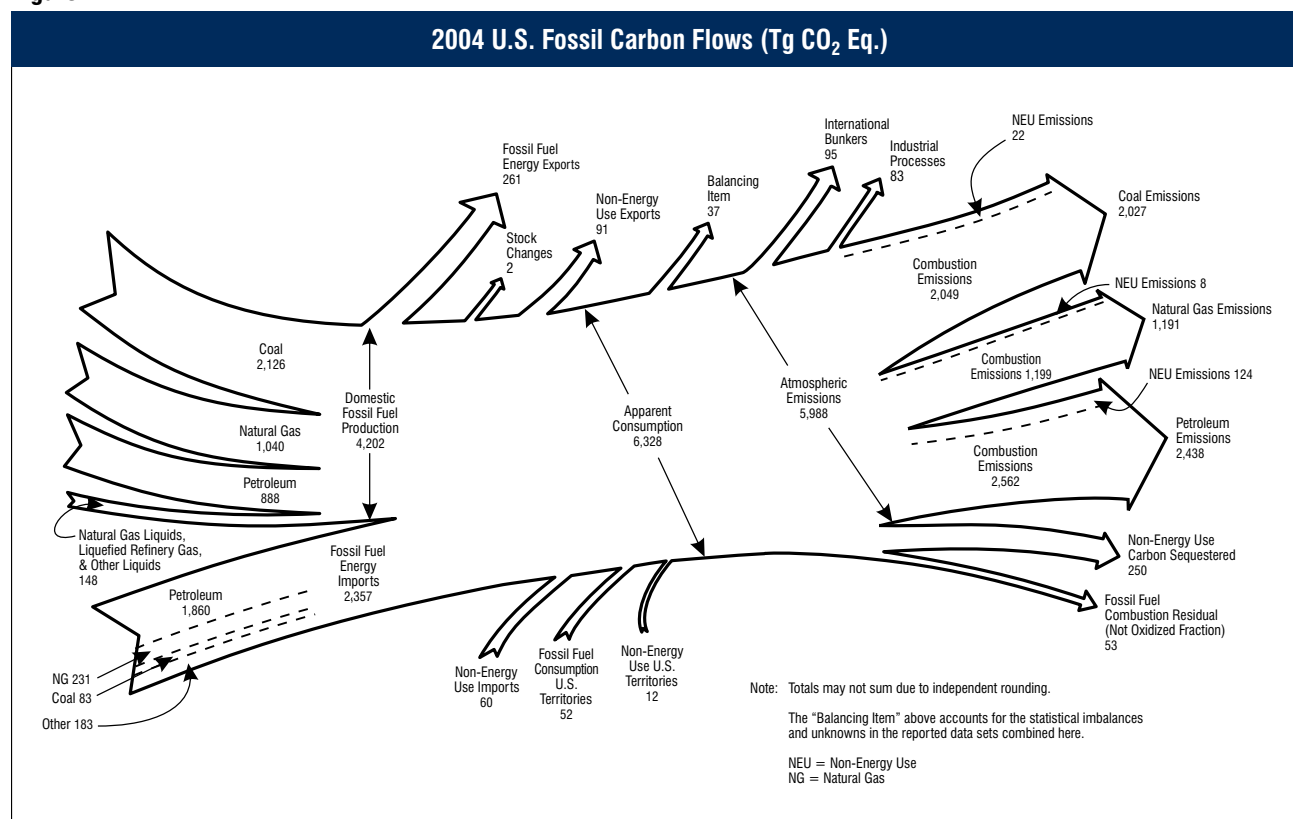 2004 U.S. Fossil Carbon Flows (Tg CO₂ Eq.)
Fossil Fuel
Energy Exports
261
Stock
Changes
2
Non-Energy
Use Exports
91
Balancing
Item
37
International
Bunkers
95
Industrial
Processes
83
NEU Emissions
22
Coal Emissions
2,027
Combustion
Emissions
2,049
NEU Emissions 8
Natural Gas Emissions
1,191
Combustion
Emissions 1,199
NEU Emissions 124
Petroleum
Emissions
2,438
Combustion
Emissions
2,562
Coal
2,126
Natural Gas
1,040
Petroleum
888
Domestic
Fossil Fuel
Production
4,202
Apparent
Consumption
6,328
Atmospheric
Emissions
5,988
Natural Gas Liquids,
Liquefied Refinery Gas,
& Other Liquids
148
Fossil Fuel
Energy
Imports
2,357
Petroleum
1,860
NG 231
Coal 83
Other 183
Non-Energy
Use Imports
60
Fossil Fuel
Consumption
U.S.
Territories
52
Non-Energy
Use U.S.
Territories
12
Non-Energy Use
Carbon Sequestered
250
Fossil Fuel
Combustion Residual
(Not Oxidized Fraction)
53
Note: Totals may not sum due to independent rounding.
The “Balancing Item” above accounts for the statistical imbalances
and unknowns in the reported data sets combined here.
NEU = Non-Energy Use
NG = Natural Gas